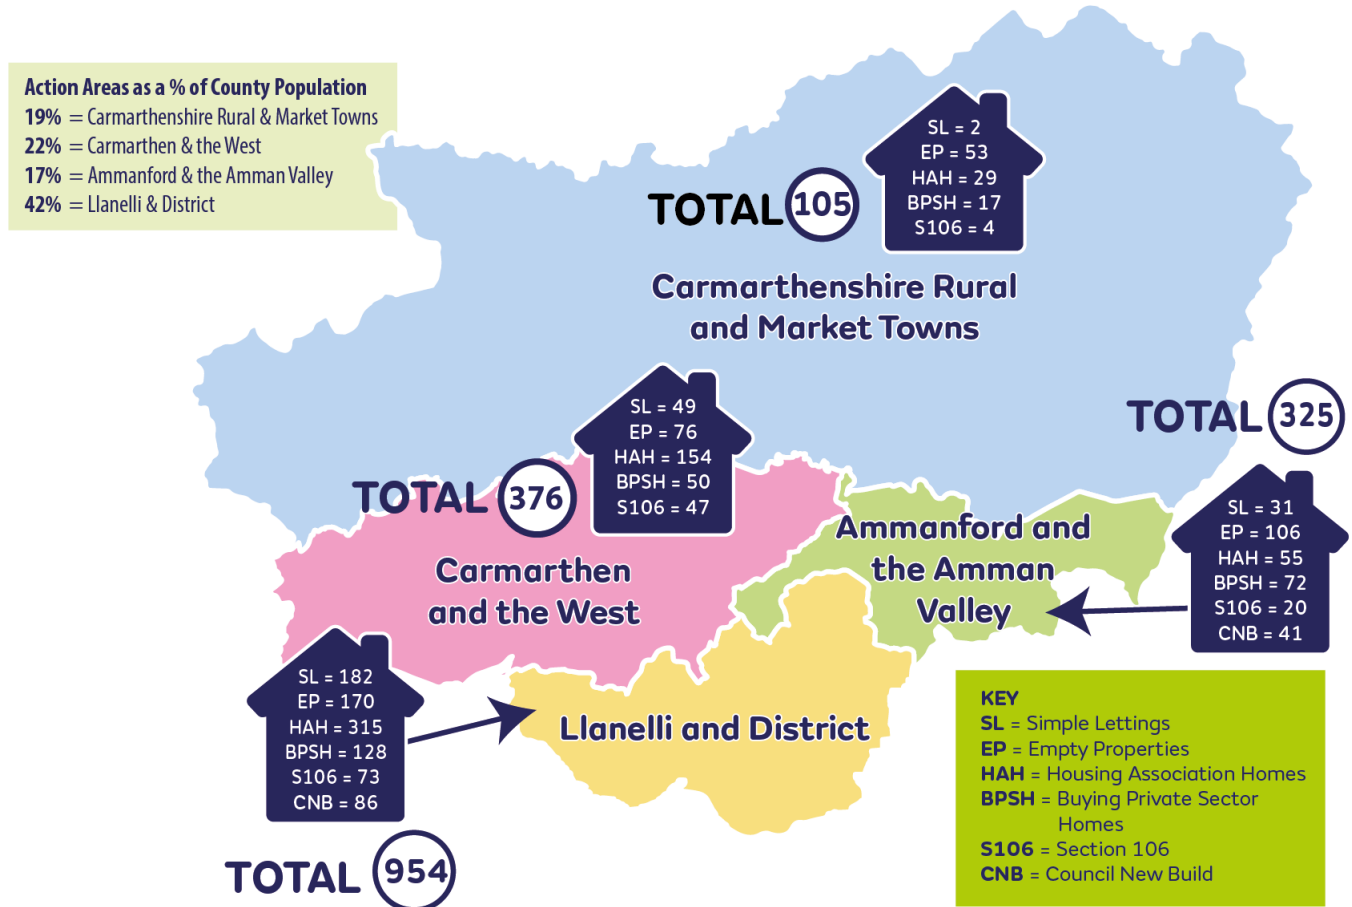 Action Areas as a % of County Population
19% = Carmarthenshire Rural & Market Towns
22% = Carmarthen & the West
17% = Ammanford & the Amman Valley
42% = Llanelli & District
SL = 2
EP = 53
HAH = 29
BPSH = 17
S106 = 4
TOTAL 105
Carmarthenshire Rural
and Market Towns
SL = 49
EP = 76
HAH = 154
BPSH = 50
S106 = 47
TOTAL 376
Carmarthen
and the West
TOTAL 325
SL = 31
EP = 106
HAH = 55
BPSH = 72
S106 = 20
CNB = 41
Ammanford and
the Amman
Valley
SL = 182
EP = 170
HAH = 315
BPSH = 128
S106 = 73
CNB = 86
TOTAL 954
Llanelli and District
KEY
SL = Simple Lettings
EP = Empty Properties
HAH = Housing Association Homes
BPSH = Buying Private Sector
Homes
S106 = Section 106
CNB = Council New Build